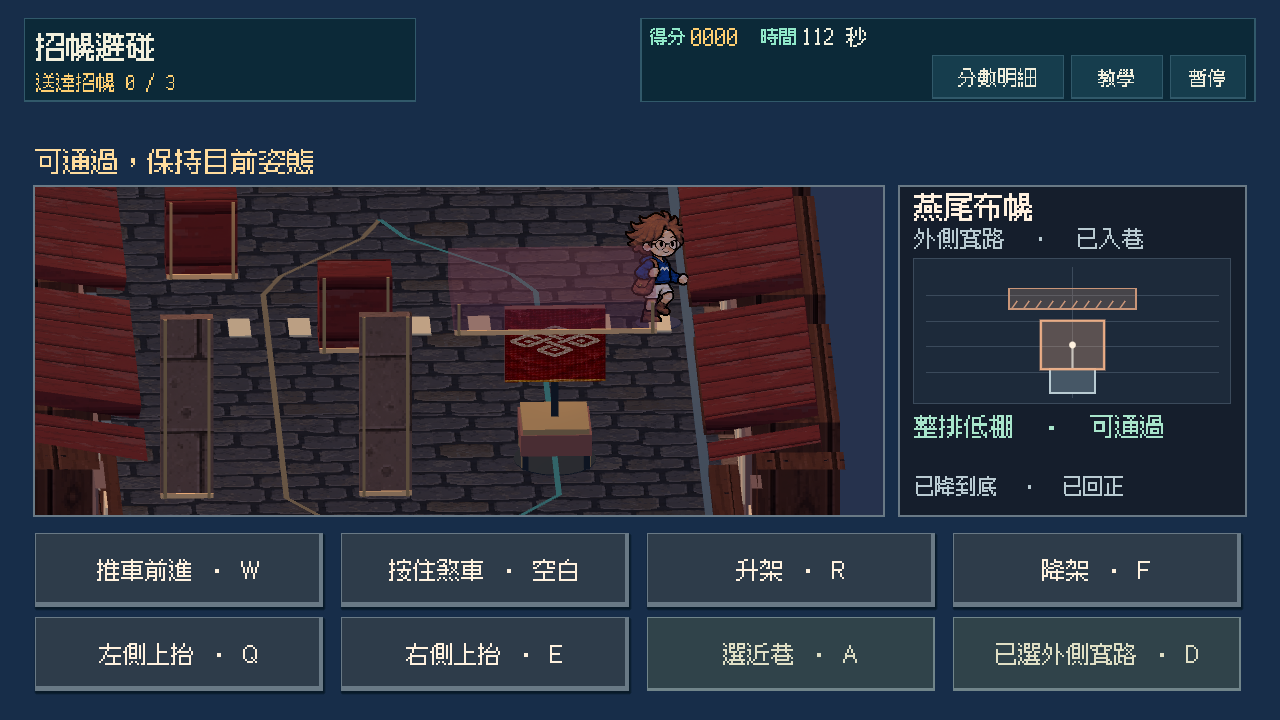 招幌避碰
送達招幌 0 / 3
得分 0000 時間 112 秒
分數明細
教學
暫停
可通過，保持目前姿態
燕尾布幌
外側寬路 · 已入巷
整排低棚 · 可通過
已降到底 · 已回正
推車前進 · W
按住煞車 · 空白
升架 · R
降架 · F
左側上抬 · Q
右側上抬 · E
選近巷 · A
已選外側寬路 · D